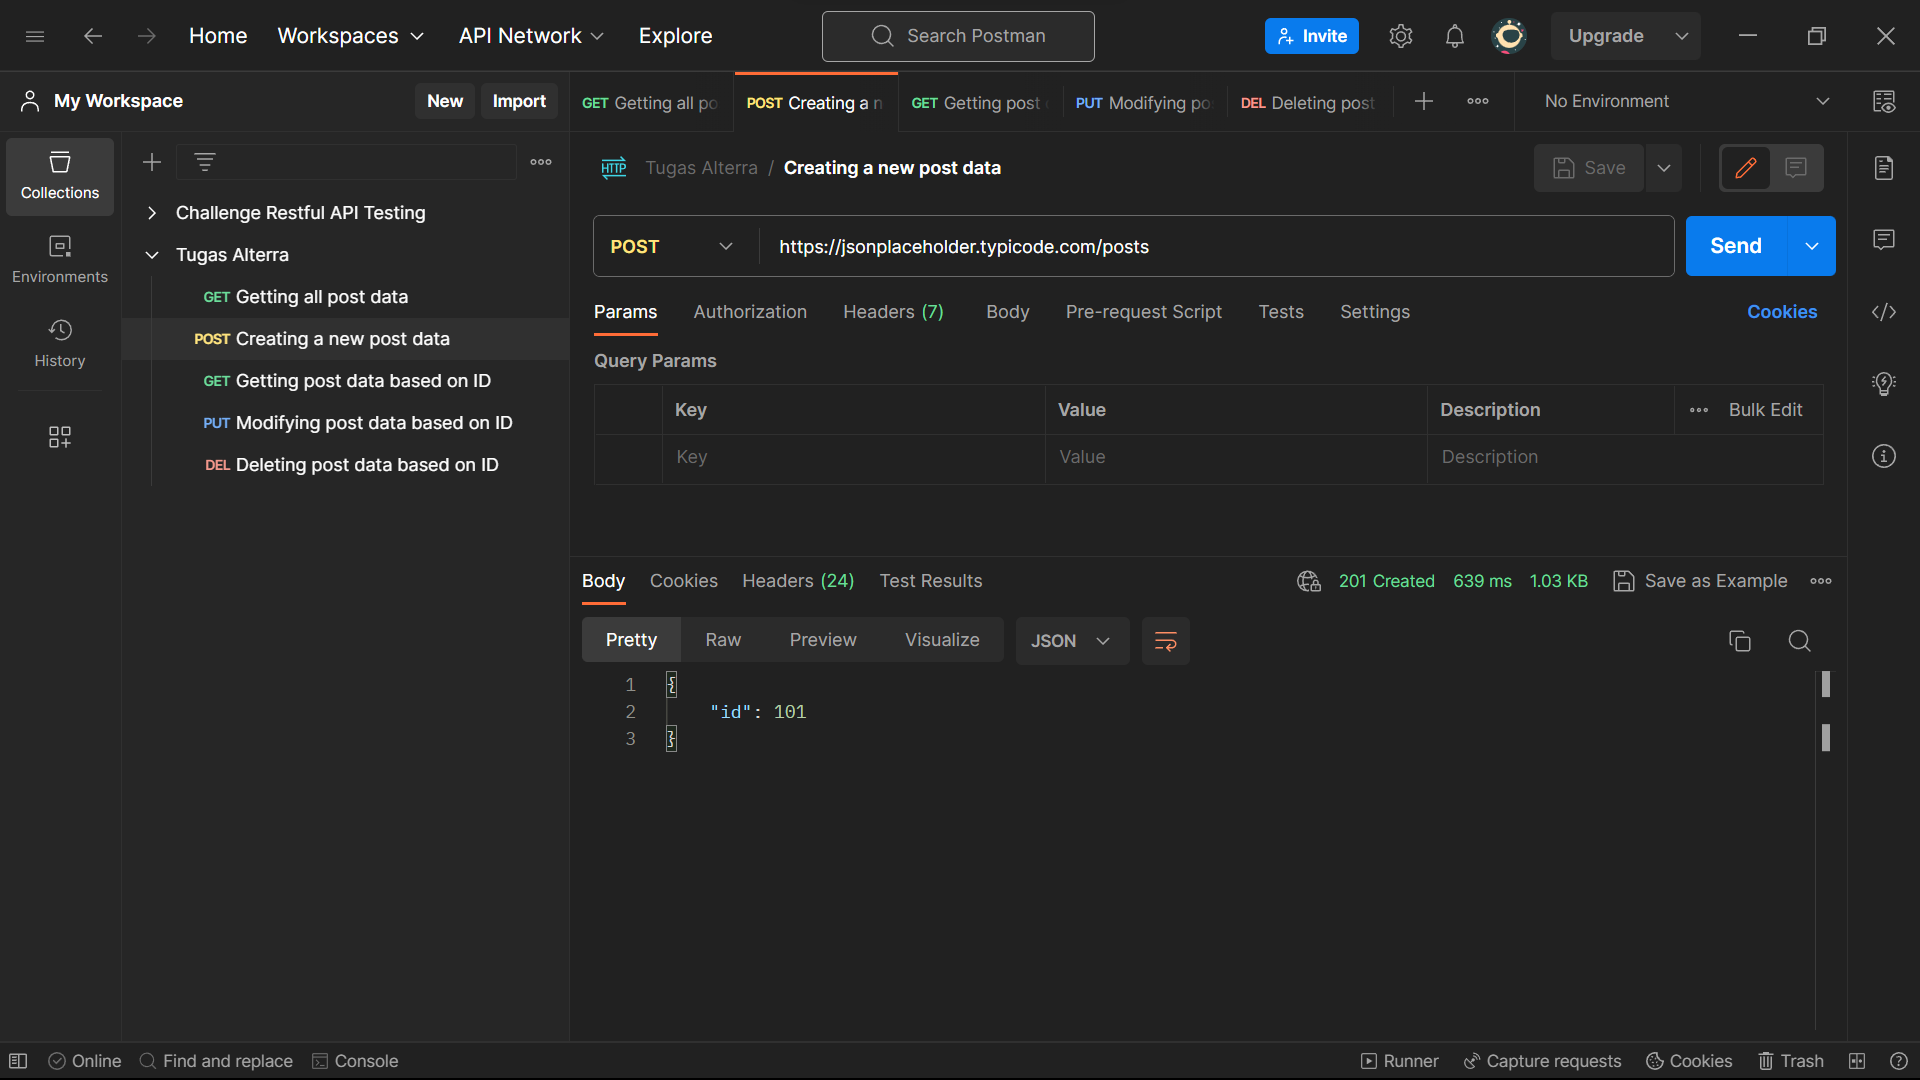 Home Workspaces API Network Explore Search Postman Invite Upgrade
My Workspace New Import
GET Getting all po POST Creating a n GET Getting post PUT Modifying po DEL Deleting post No Environment
Collections
Environments
History
Challenge Restful API Testing
Tugas Alterra
GET Getting all post data
POST Creating a new post data
GET Getting post data based on ID
PUT Modifying post data based on ID
DEL Deleting post data based on ID
HTTP Tugas Alterra / Creating a new post data Save
POST https://jsonplaceholder.typicode.com/posts Send
Params Authorization Headers (7) Body Pre-request Script Tests Settings Cookies
Query Params
Key Value Description Bulk Edit
Key Value Description
Body Cookies Headers (24) Test Results 201 Created 639 ms 1.03 KB Save as Example
Pretty Raw Preview Visualize JSON
1 {
2 "id": 101
3 }
Online Find and replace Console Runner Capture requests Cookies Trash